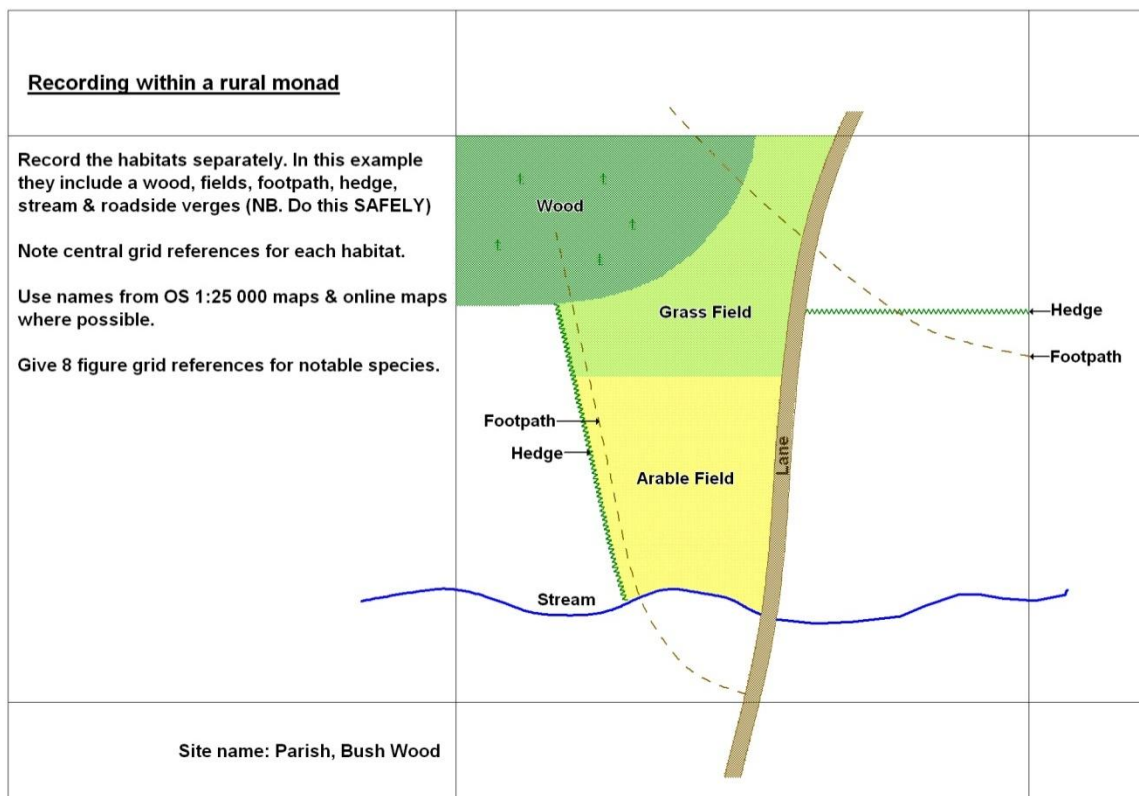 Recording within a rural monad
Record the habitats separately. In this example
they include a wood, fields, footpath, hedge,
stream & roadside verges (NB. Do this SAFELY)
Note central grid references for each habitat.
Use names from OS 1:25 000 maps & online maps
where possible.
Give 8 figure grid references for notable species.
Wood
Grass Field
Hedge
Footpath
Footpath
Hedge
Arable Field
Lane
Stream
Site name: Parish, Bush Wood